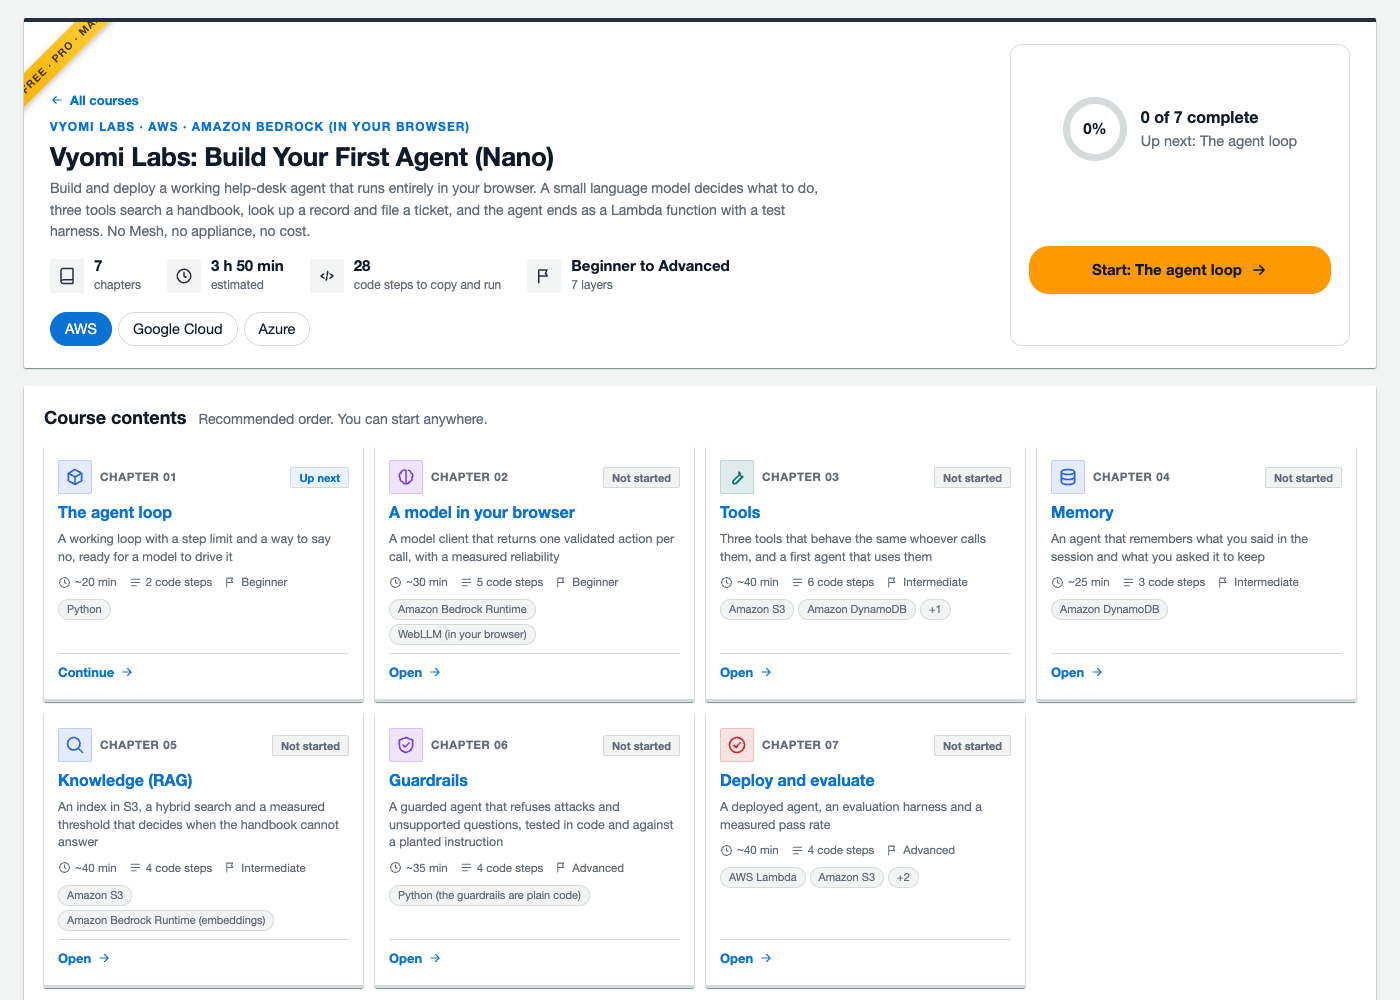 FREE · PRO ·
← All courses
VYOMI LABS · AWS · AMAZON BEDROCK (IN YOUR BROWSER)
Vyomi Labs: Build Your First Agent (Nano)
Build and deploy a working help-desk agent that runs entirely in your browser. A small language model decides what to do,
three tools search a handbook, look up a record and file a ticket, and the agent ends as a Lambda function with a test
harness. No Mesh, no appliance, no cost.
7
chapters
3 h 50 min
estimated
28
code steps to copy and run
Beginner to Advanced
7 layers
AWS
Google Cloud
Azure
0%
0 of 7 complete
Up next: The agent loop
Start: The agent loop →
Course contents Recommended order. You can start anywhere.
CHAPTER 01 Up next
The agent loop
A working loop with a step limit and a way to say
no, ready for a model to drive it
~20 min 2 code steps Beginner
Python
Continue →
CHAPTER 02 Not started
A model in your browser
A model client that returns one validated action per
call, with a measured reliability
~30 min 5 code steps Beginner
Amazon Bedrock Runtime
WebLLM (in your browser)
Open →
CHAPTER 03 Not started
Tools
Three tools that behave the same whoever calls
them, and a first agent that uses them
~40 min 6 code steps Intermediate
Amazon S3 Amazon DynamoDB +1
Open →
CHAPTER 04 Not started
Memory
An agent that remembers what you said in the
session and what you asked it to keep
~25 min 3 code steps Intermediate
Amazon DynamoDB
Open →
CHAPTER 05 Not started
Knowledge (RAG)
An index in S3, a hybrid search and a measured
threshold that decides when the handbook cannot
answer
~40 min 4 code steps Intermediate
Amazon S3
Amazon Bedrock Runtime (embeddings)
Open →
CHAPTER 06 Not started
Guardrails
A guarded agent that refuses attacks and
unsupported questions, tested in code and against
a planted instruction
~35 min 4 code steps Advanced
Python (the guardrails are plain code)
Open →
CHAPTER 07 Not started
Deploy and evaluate
A deployed agent, an evaluation harness and a
measured pass rate
~40 min 4 code steps Advanced
AWS Lambda Amazon S3 +2
Open →